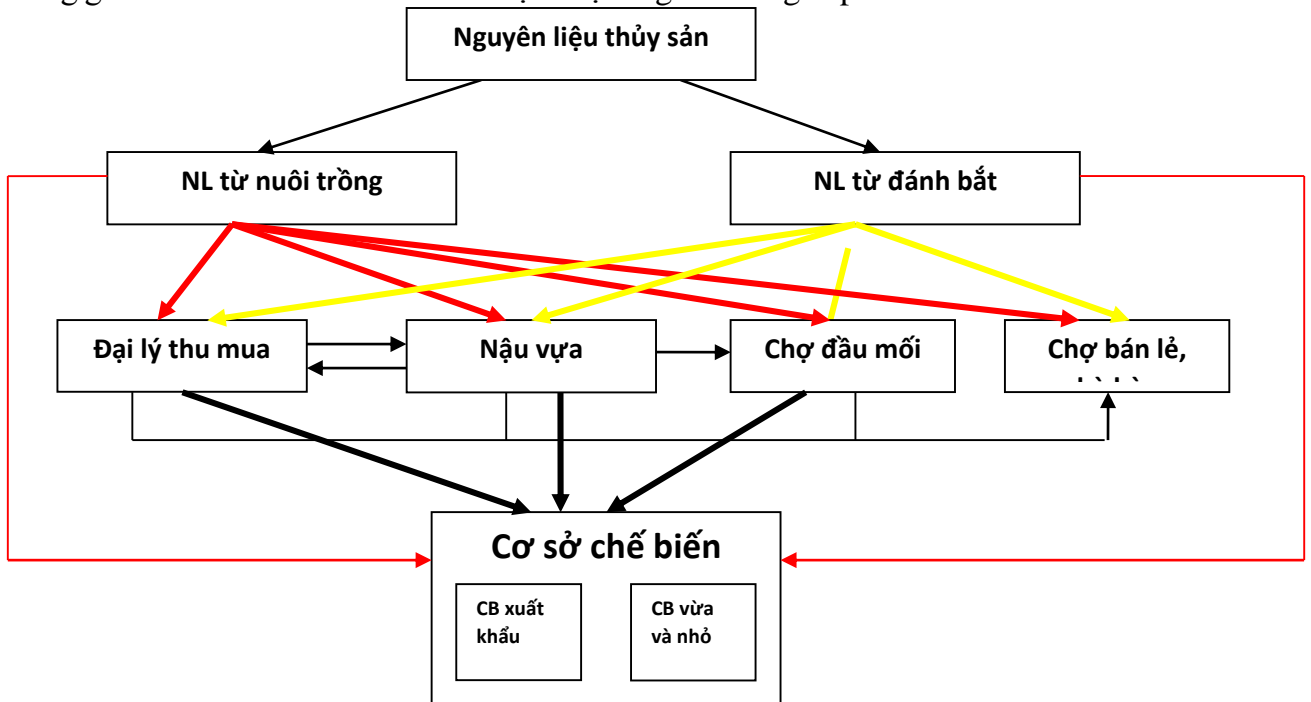 Nguyên liệu thủy sản
NL từ nuôi trồng
NL từ đánh bắt
Đại lý thu mua
Nậu vựa
Chợ đầu mối
Chợ bán lẻ,
Cơ sở chế biến
CB xuất
khẩu
CB vừa
và nhỏ